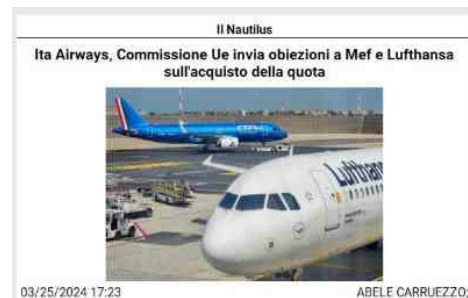 Il Nautilus
Ita Airways, Commissione Ue invia obiezioni a Mef e Lufthansa
sull'acquisto della quota
Lufthans
03/25/2024 17:23
ABELE CARRUEZZO;